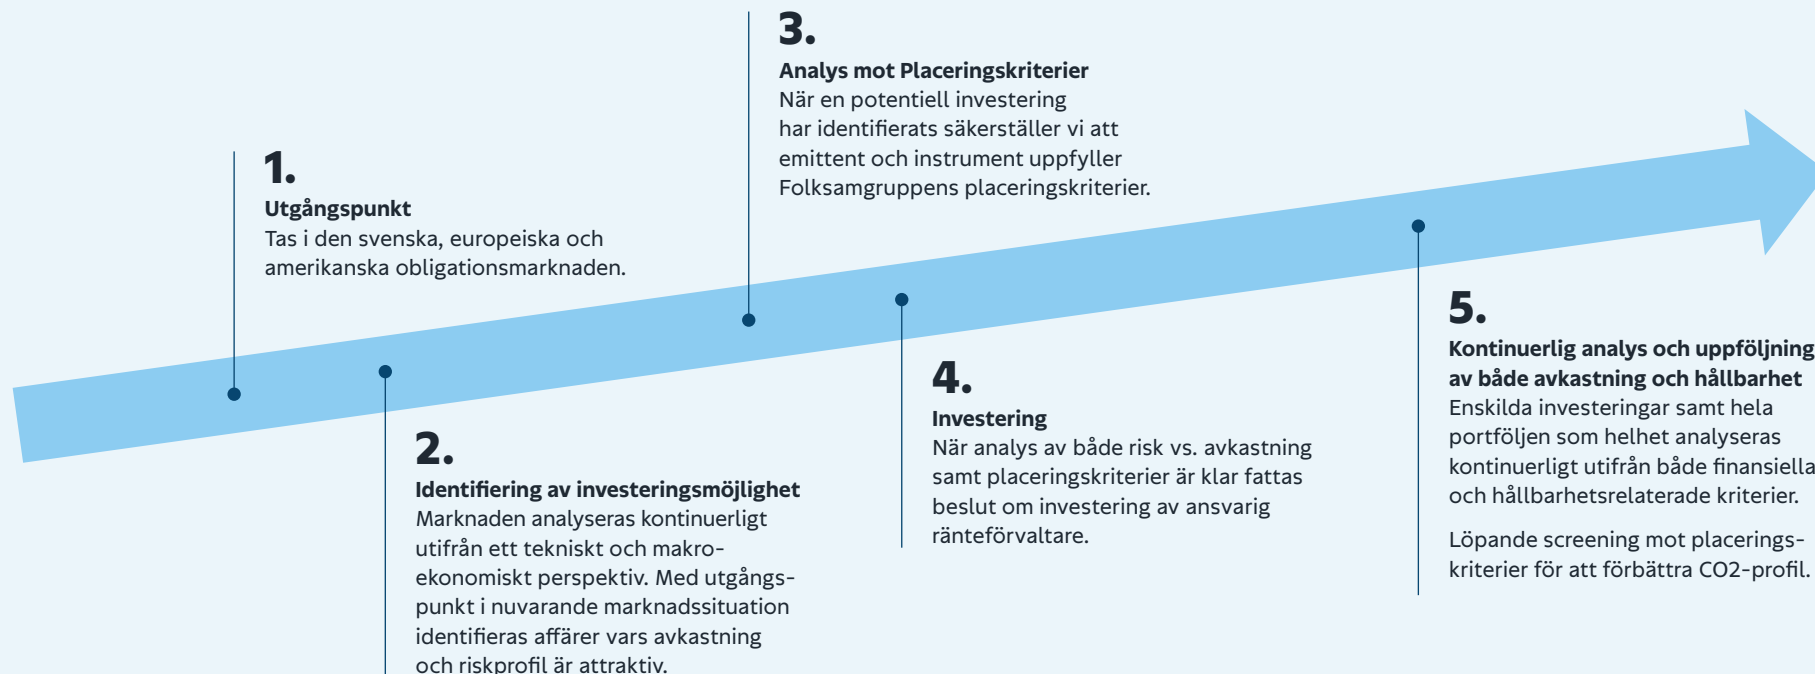 1.
Utgångspunkt
Tas i den svenska, europeiska och
amerikanska obligationsmarknaden.
2.
Identifiering av investeringsmöjlighet
Marknaden analyseras kontinuerligt
utifrån ett tekniskt och makro-
ekonomiskt perspektiv. Med utgångs-
punkt i nuvarande marknadssituation
identifieras affärer vars avkastning
och riskprofil är attraktiv.
3.
Analys mot Placeringskriterier
När en potentiell investering
har identifierats säkerställer vi att
emittent och instrument uppfyller
Folksamgruppens placeringskriterier.
4.
Investering
När analys av både risk vs. avkastning
samt placeringskriterier är klar fattas
beslut om investering av ansvarig
ränteförvaltare.
5.
Kontinuerlig analys och uppföljning
av både avkastning och hållbarhet
Enskilda investeringar samt hela
portföljen som helhet analyseras
kontinuerligt utifrån både finansiella
och hållbarhetsrelaterade kriterier.
Löpande screening mot placerings-
kriterier för att förbättra CO2-profil.